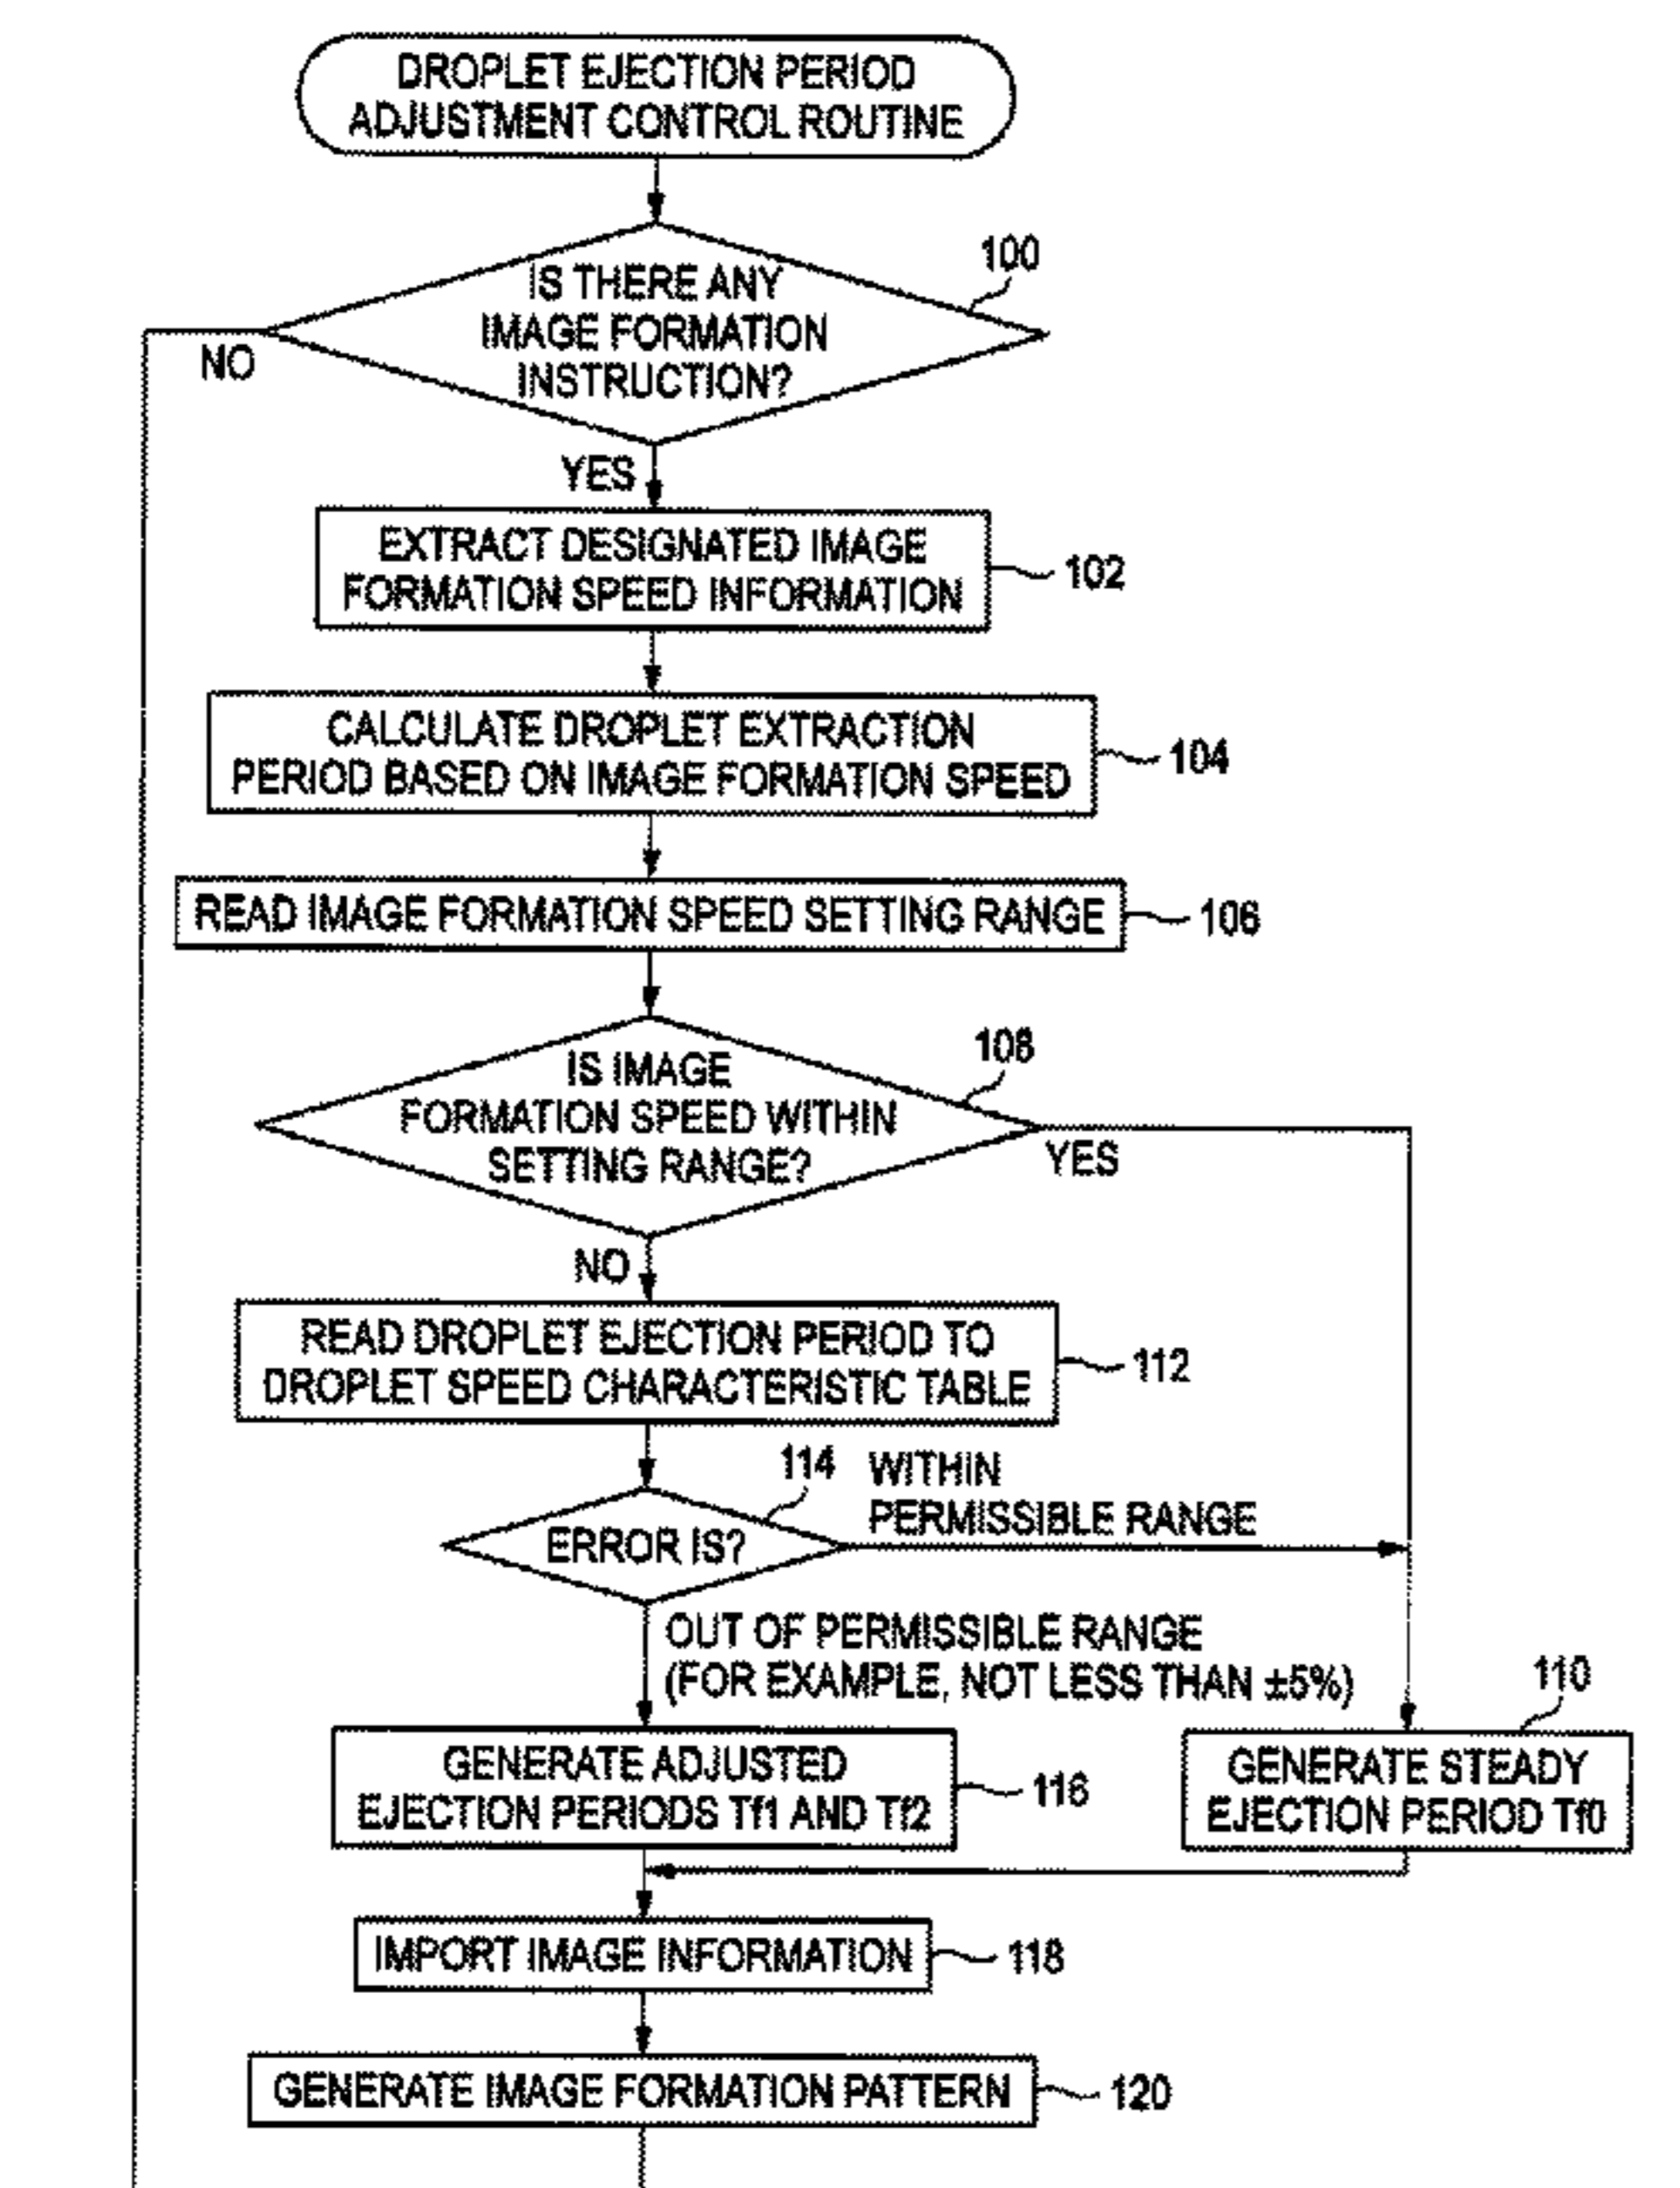 DROPLET EJECTION PERIOD
ADJUSTMENT CONTROL ROUTINE
100
IS THERE ANY
IMAGE FORMATION
INSTRUCTION?
NO
YES
EXTRACT DESIGNATED IMAGE
FORMATION SPEED INFORMATION
102
CALCULATE DROPLET EXTRACTION
PERIOD BASED ON IMAGE FORMATION SPEED
104
READ IMAGE FORMATION SPEED SETTING RANGE
106
108
IS IMAGE
FORMATION SPEED WITHIN
SETTING RANGE?
YES
NO
READ DROPLET EJECTION PERIOD TO
DROPLET SPEED CHARACTERISTIC TABLE
112
114
WITHIN
PERMISSIBLE RANGE
ERROR IS?
OUT OF PERMISSIBLE RANGE
(FOR EXAMPLE, NOT LESS THAN ±5%)
110
GENERATE ADJUSTED
EJECTION PERIODS Tf1 AND Tf2
116
GENERATE STEADY
EJECTION PERIOD Tf0
IMPORT IMAGE INFORMATION
118
GENERATE IMAGE FORMATION PATTERN
120